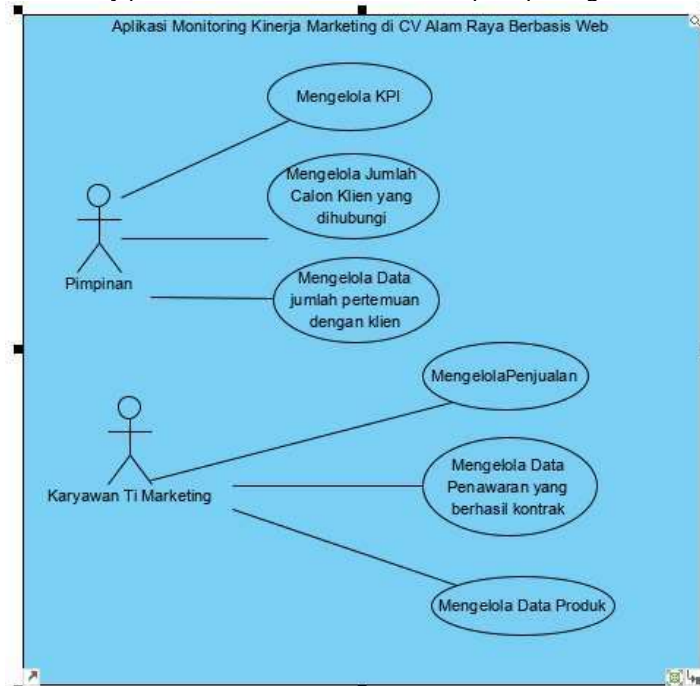 Aplikasi Monitoring Kinerja Marketing di CV Alam Raya Berbasis Web
Mengelola KPI
Mengelola Jumlah
Calon Klien yang
dihubungi
Pimpinan
Mengelola Data
jumlah pertemuan
dengan klien
MengelolaPenjualan
Karyawan Ti Marketing
Mengelola Data
Penawaran yang
berhasil kontrak
Mengelola Data Produk